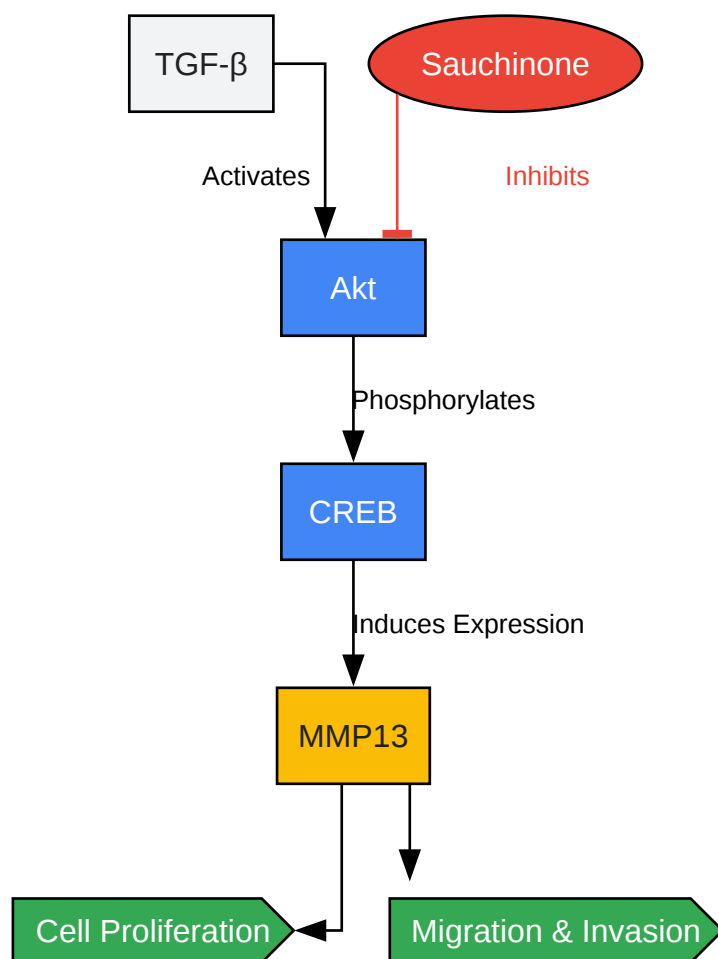 TGF-β
Sauchinone
Activates
Inhibits
Akt
Phosphorylates
CREB
Induces Expression
MMP13
Cell Proliferation
Migration & Invasion